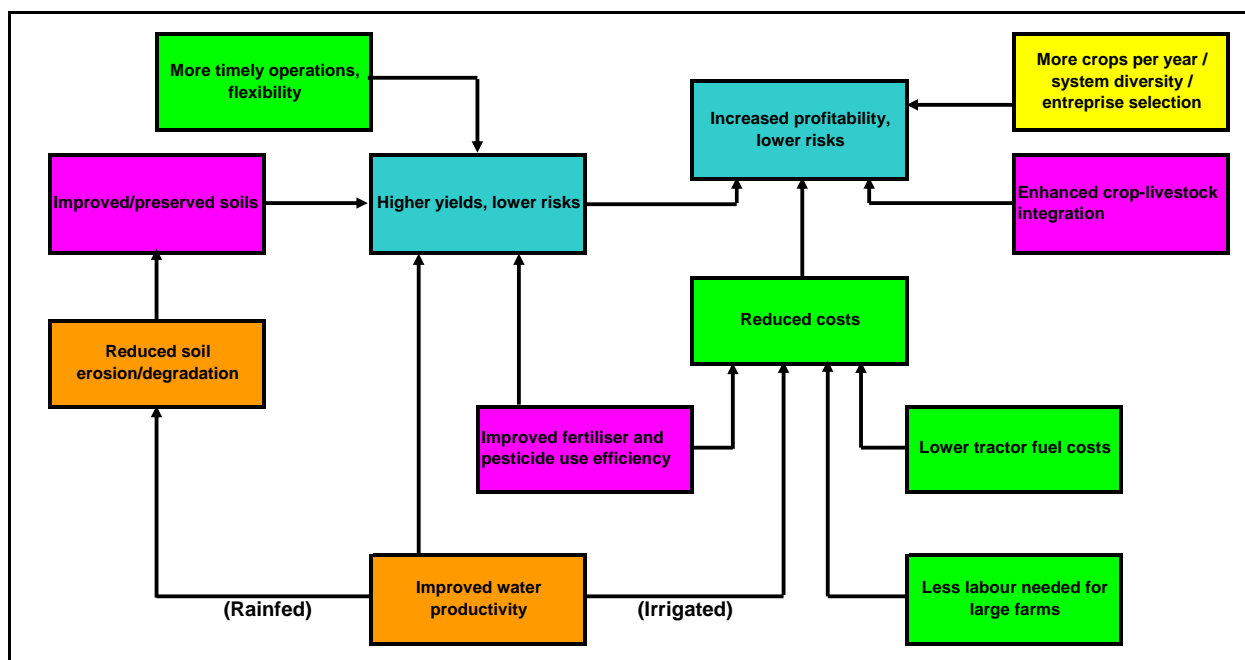 More timely operations,
flexibility
More crops per year /
system diversity /
entreprise selection
Increased profitability,
lower risks
Improved/preserved soils
Higher yields, lower risks
Enhanced crop-livestock
integration
Reduced costs
Reduced soil
erosion/degradation
Improved fertiliser and
pesticide use efficiency
Lower tractor fuel costs
Improved water
productivity
Less labour needed for
large farms
(Rainfed)
(Irrigated)